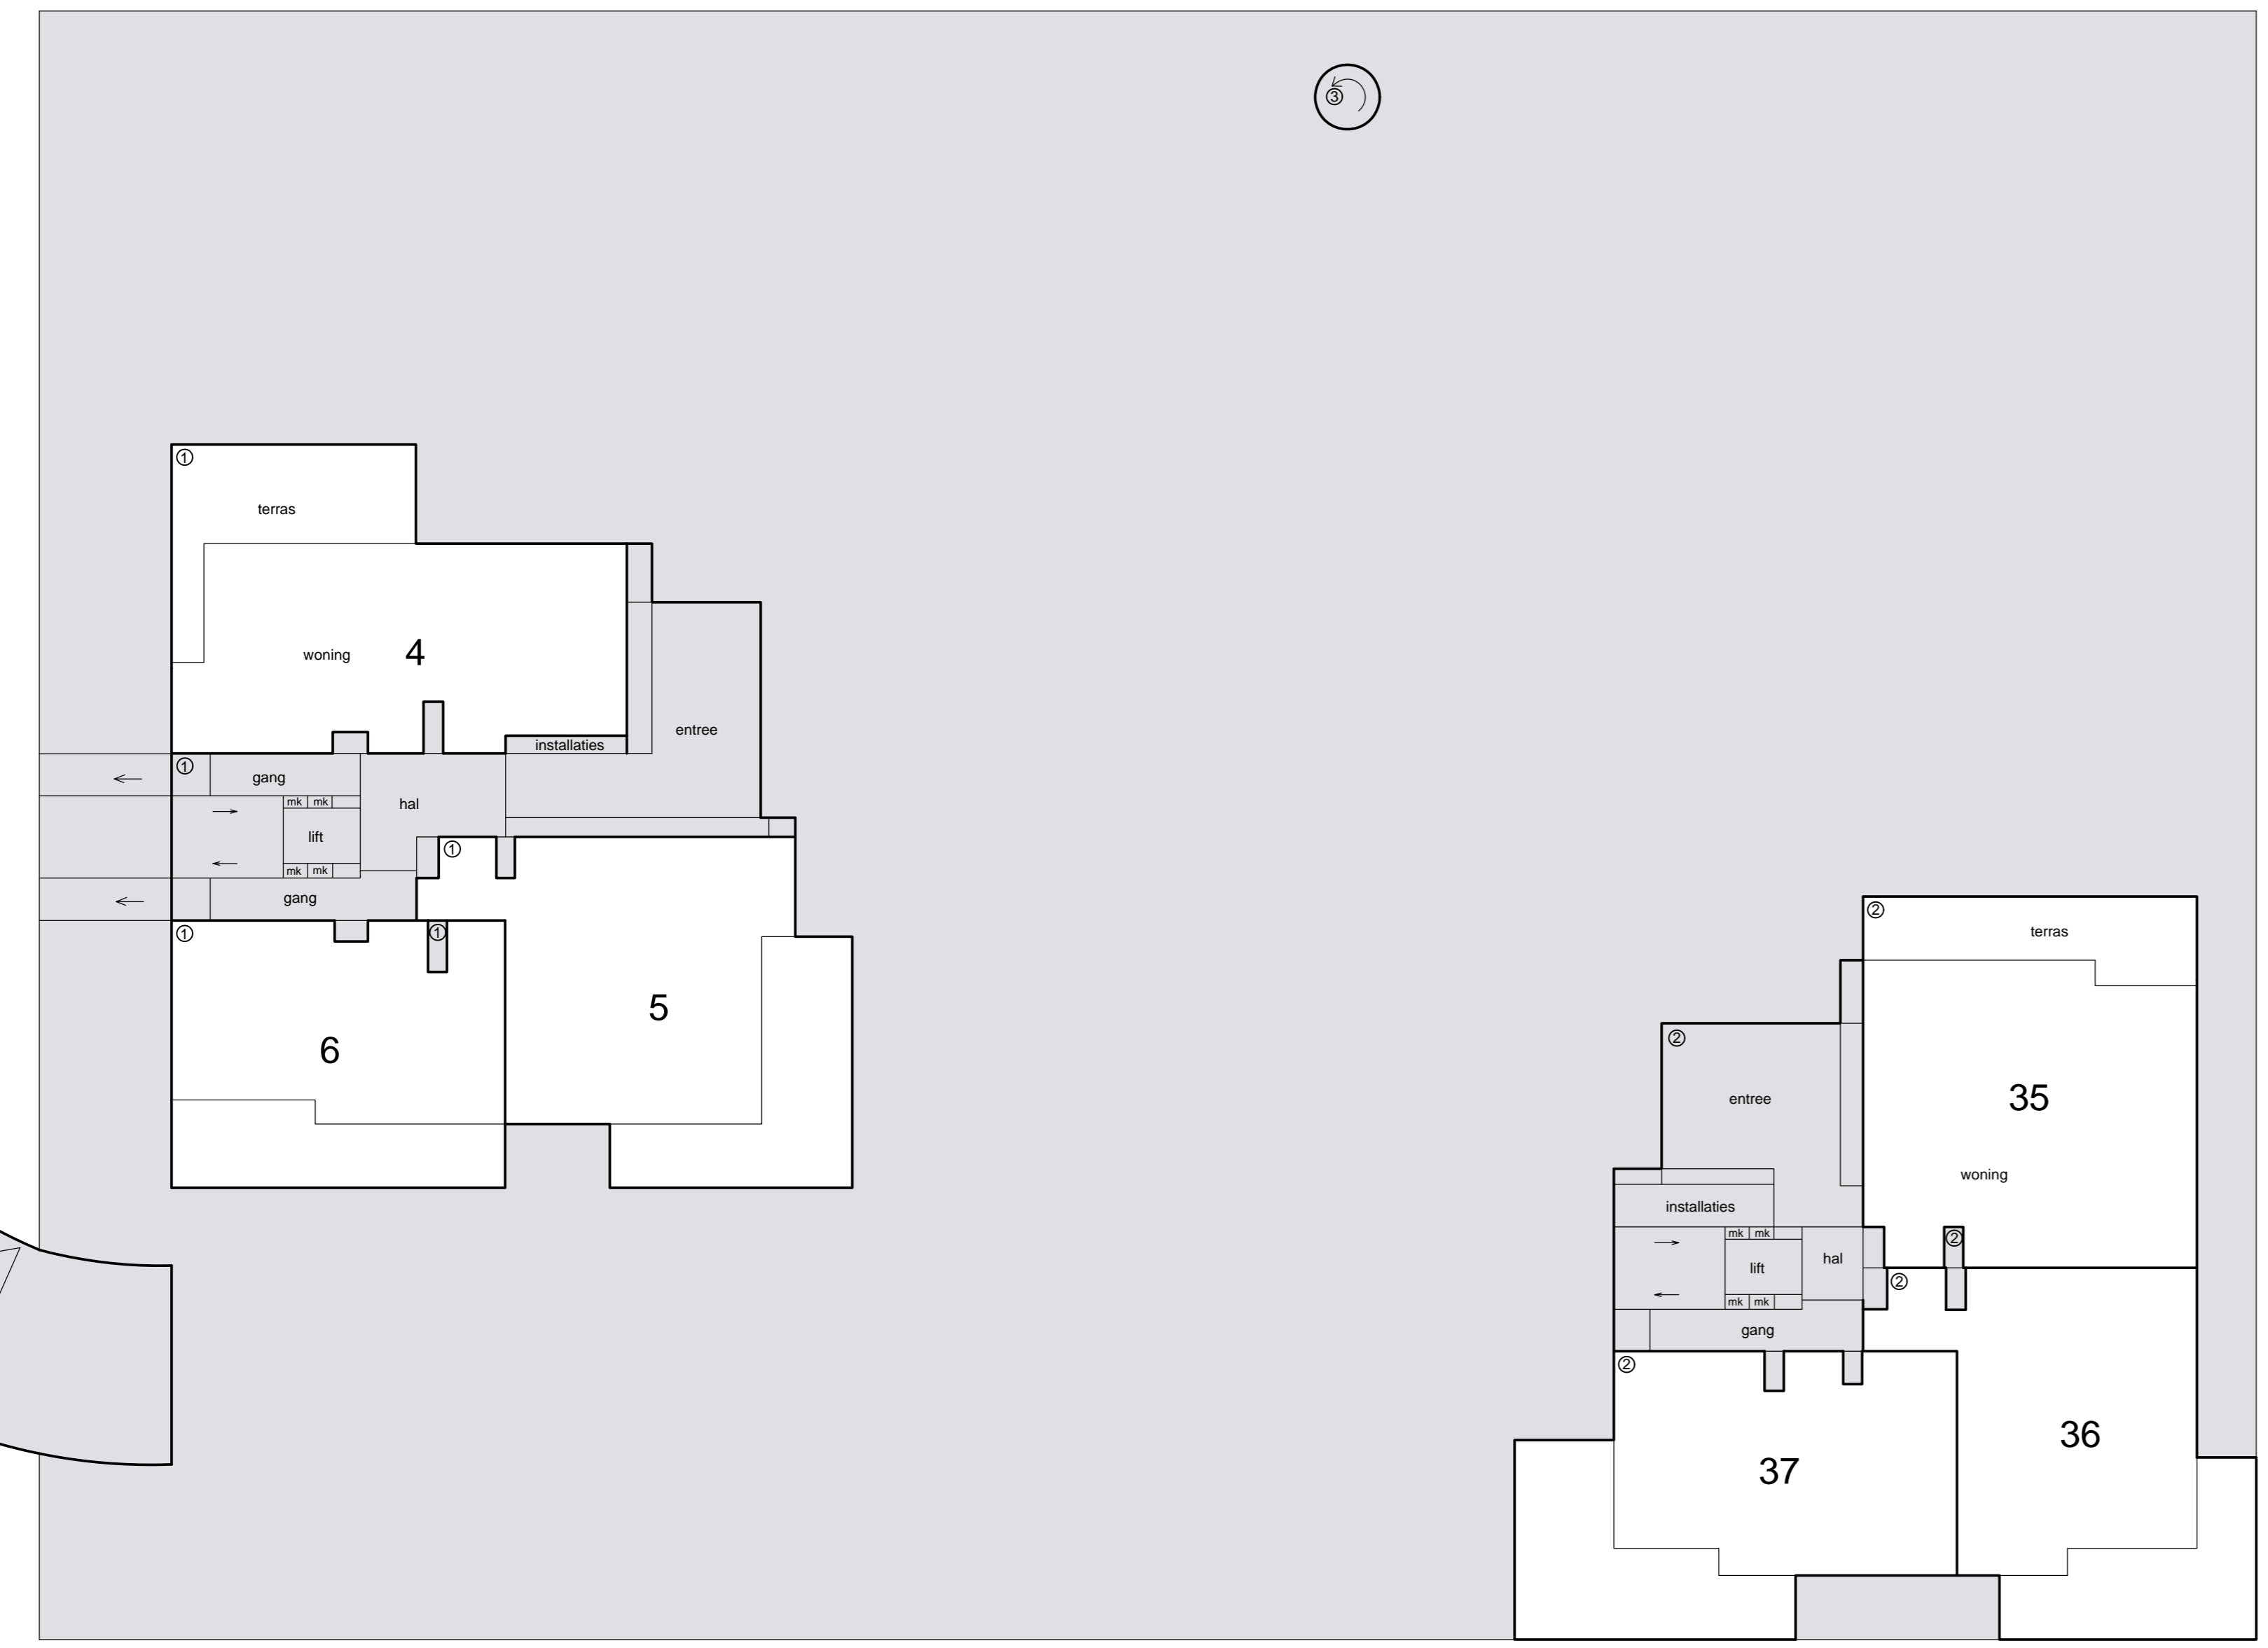 ③
①
terras
woning 4
entree
installaties
①
gang
mk mk
hal
lift
①
mk mk
gang
①
①
5
6
②
terras
②
entree
35
woning
installaties
mk mk
②
hal
lift
②
mk mk
gang
②
36
37